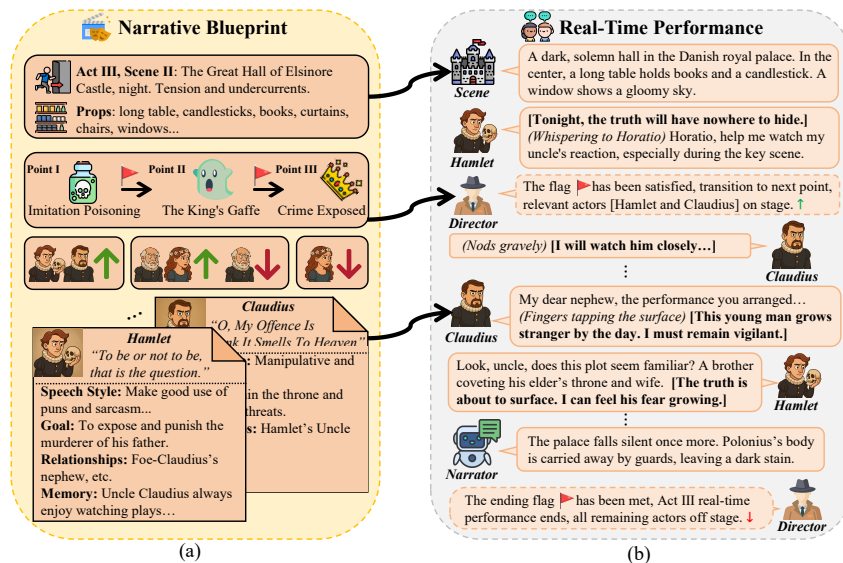 Narrative Blueprint
Act III, Scene II: The Great Hall of Elsinore
Castle, night. Tension and undercurrents.
Props: long table, candlesticks, books, curtains,
chairs, windows...
Point I
Point II
Point III
Imitation Poisoning
The King's Gaffe
Crime Exposed
...
Claudius
"O, My Offence Is
nk It Smells To Heaven"
: Manipulative and
in the throne and
threats.
s: Hamlet's Uncle
Hamlet
"To be or not to be,
that is the question."
Speech Style: Make good use of
puns and sarcasm...
Goal: To expose and punish the
murderer of his father.
Relationships: Foe-Claudius's
nephew, etc.
Memory: Uncle Claudius always
enjoy watching plays…
(a)
Real-Time Performance
Scene
A dark, solemn hall in the Danish royal palace. In the
center, a long table holds books and a candlestick. A
window shows a gloomy sky.
Hamlet
[Tonight, the truth will have nowhere to hide.]
(Whispering to Horatio) Horatio, help me watch my
uncle's reaction, especially during the key scene.
Director
The flag has been satisfied, transition to next point,
relevant actors [Hamlet and Claudius] on stage. ↑
(Nods gravely) [I will watch him closely…]
Claudius
⋮
Claudius
My dear nephew, the performance you arranged…
(Fingers tapping the surface) [This young man grows
stranger by the day. I must remain vigilant.]
Look, uncle, does this plot seem familiar? A brother
coveting his elder's throne and wife. [The truth is
about to surface. I can feel his fear growing.]
Hamlet
⋮
Narrator
The palace falls silent once more. Polonius's body
is carried away by guards, leaving a dark stain.
The ending flag has been met, Act III real-time
performance ends, all remaining actors off stage. ↓
Director
(b)